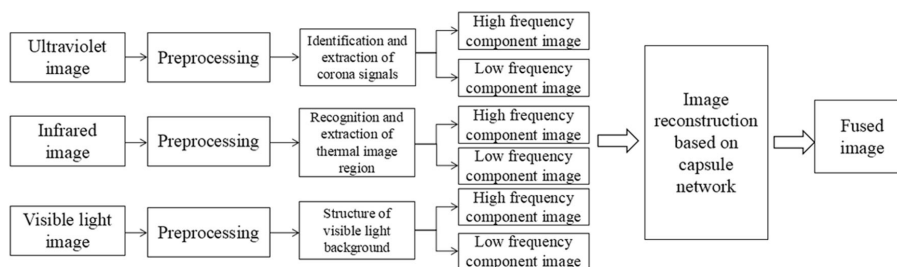 Ultraviolet
image
Preprocessing
Identification and
extraction of
corona signals
High frequency
component image
Low frequency
component image
Infrared
image
Preprocessing
Recognition and
extraction of
thermal image
region
High frequency
component image
Low frequency
component image
Visible light
image
Preprocessing
Structure of
visible light
background
High frequency
component image
Low frequency
component image
Image
reconstruction
based on
capsule
network
Fused
image